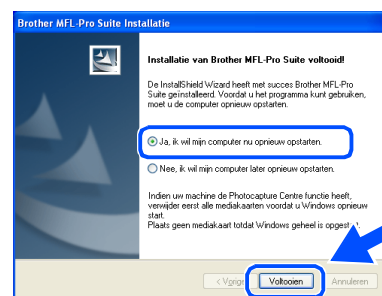 Brother MFL-Pro Suite Installatie
Installatie van Brother MFL-Pro Suite voltooid!
De InstallShield Wizard heeft met succes Brother MFL-Pro
Suite geïnstalleerd. Voordat u het programma kunt gebruiken,
moet u de computer opnieuw opstarten.
Ja, ik wil mijn computer nu opnieuw opstarten.
Nee, ik wil mijn computer later opnieuw opstarten.
Indien uw machine de Photocapture Centre functie heeft,
verwijder eerst alle mediakaarten voordat u Windows opnieuw
start.
Plaats geen mediakaart totdat Windows geheel is
< Voltooien Annuleren